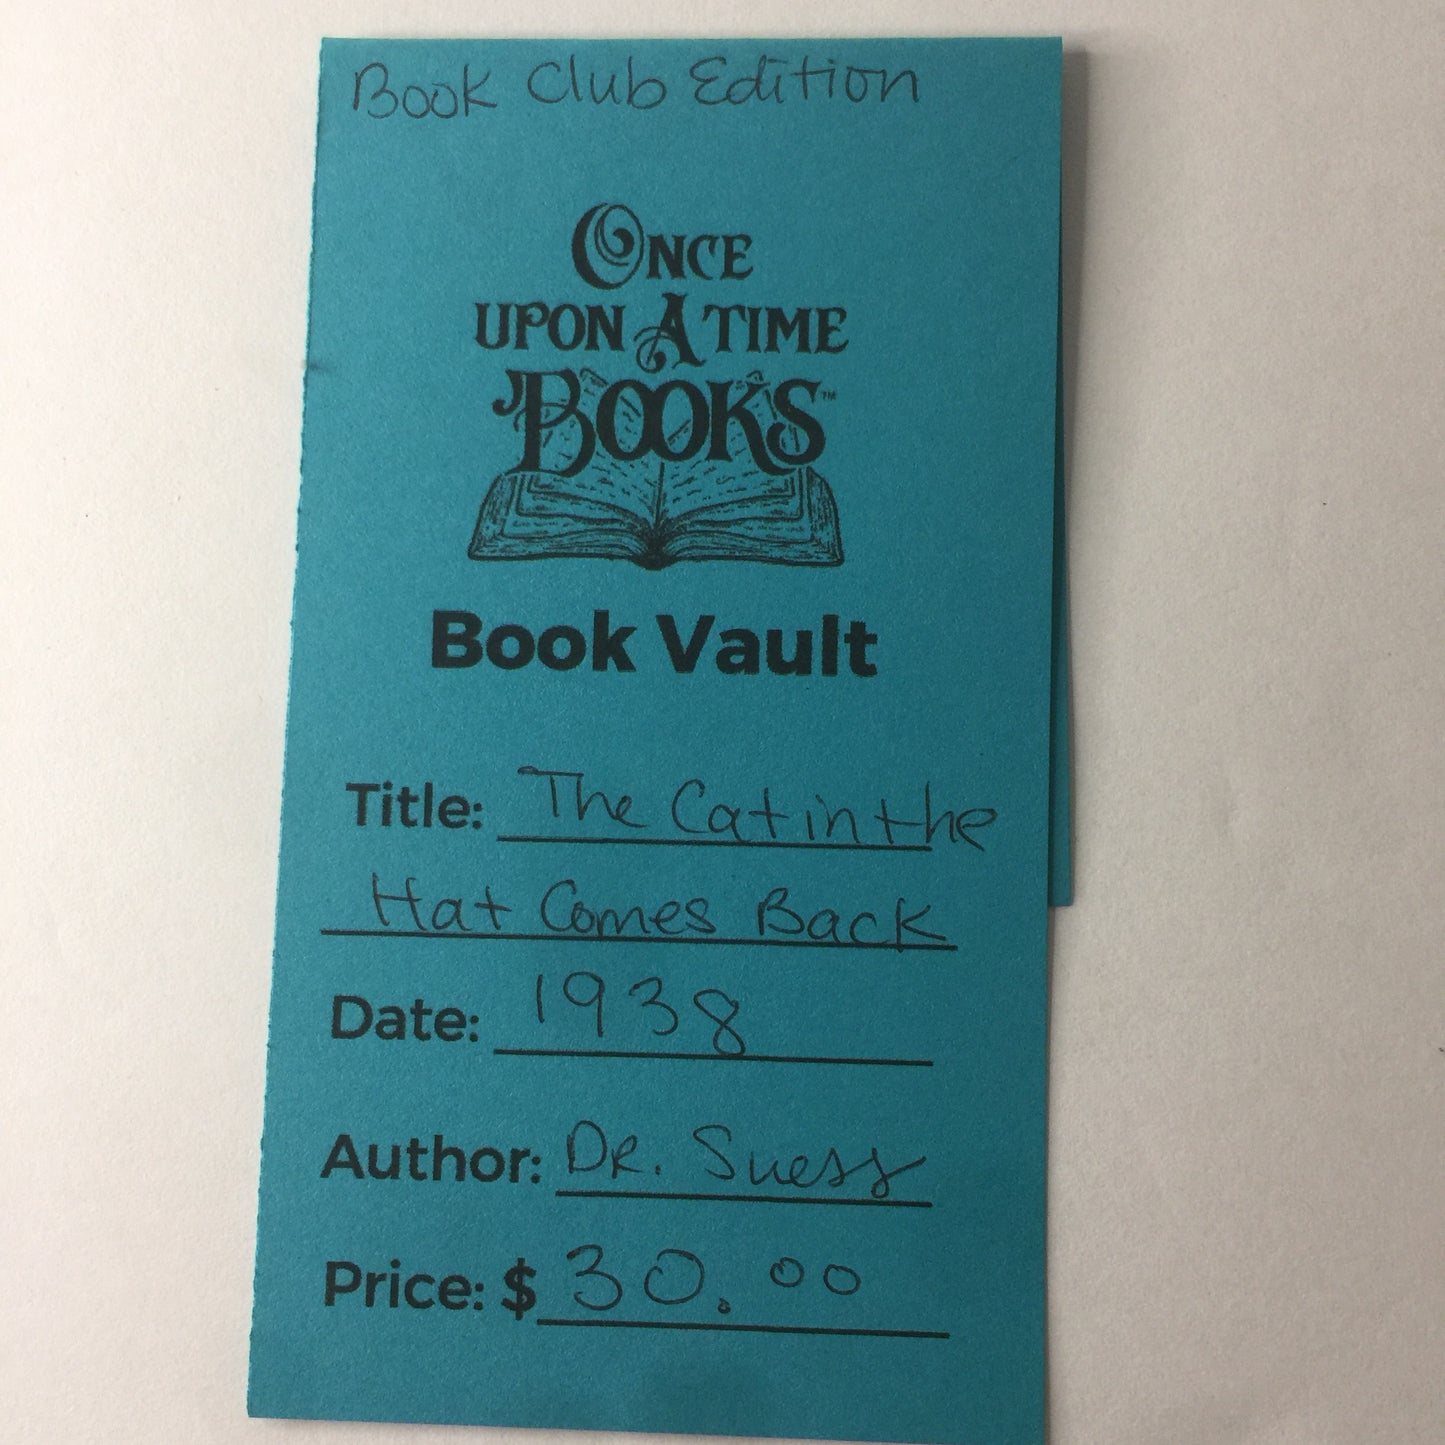 Book Club Edition
ONCE
UPON A TIME
BOOKS™
Book Vault
Title: The Cat in the
Hat Comes Back
Date: 1938
Author: DR. Suess
Price: $30.00